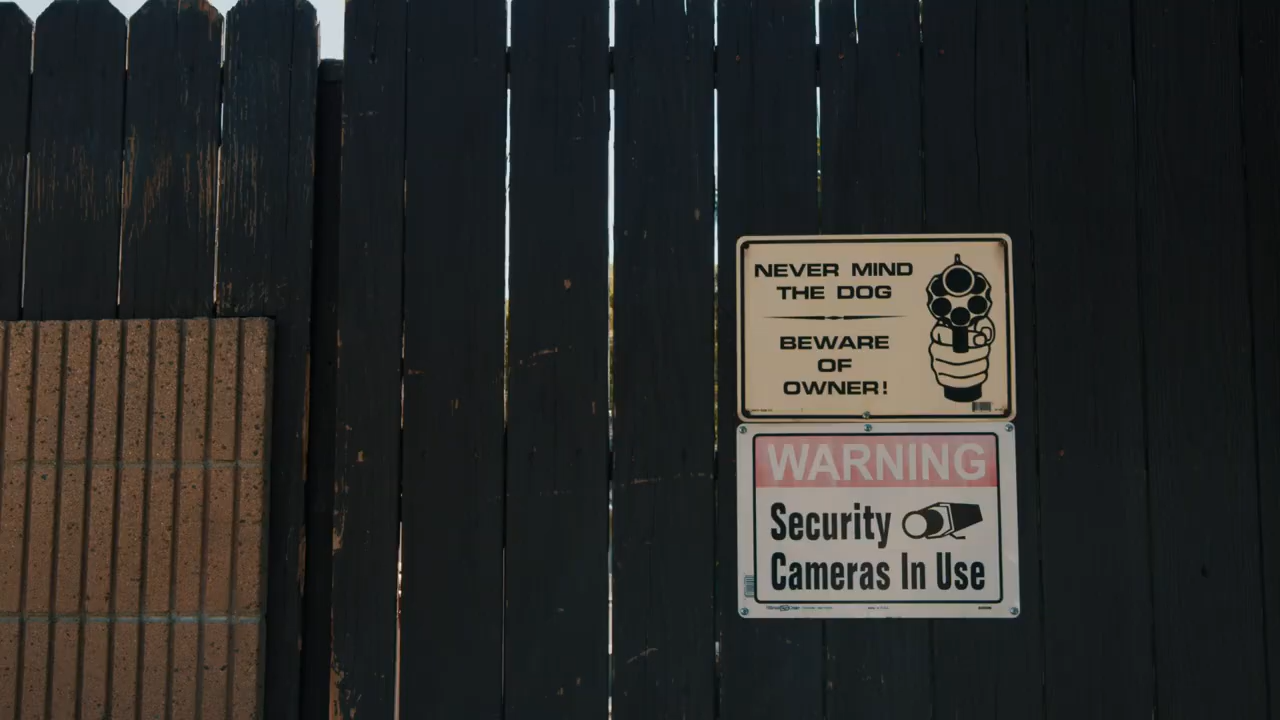 NEVER MIND
THE DOG
BEWARE
OF
OWNER!
WARNING
Security
Cameras In Use